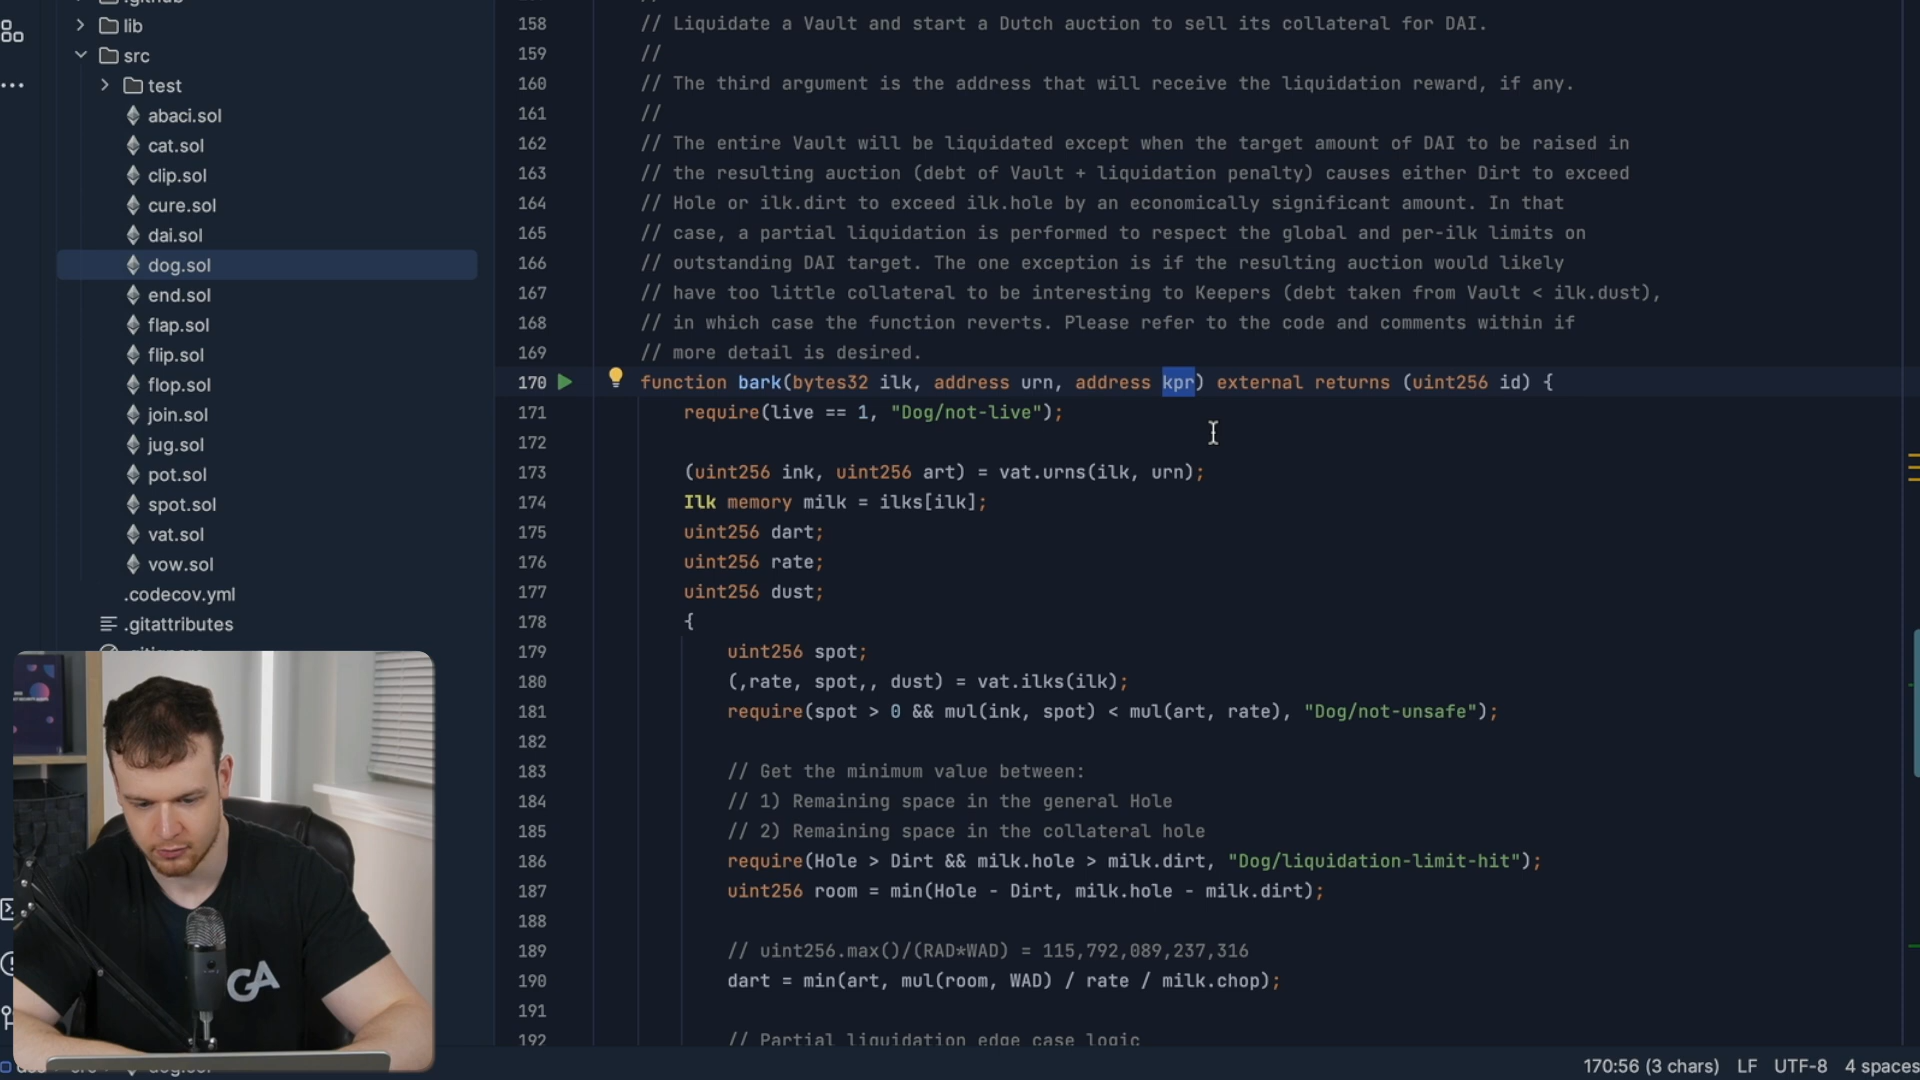 .github
lib
src
test
abaci.sol
cat.sol
clip.sol
cure.sol
dai.sol
dog.sol
end.sol
flap.sol
flip.sol
flop.sol
join.sol
jug.sol
pot.sol
spot.sol
vat.sol
vow.sol
.codecov.yml
.gitattributes
158 // Liquidate a Vault and start a Dutch auction to sell its collateral for DAI.
159 //
160 // The third argument is the address that will receive the liquidation reward, if any.
161 //
162 // The entire Vault will be liquidated except when the target amount of DAI to be raised in
163 // the resulting auction (debt of Vault + liquidation penalty) causes either Dirt to exceed
164 // Hole or ilk.dirt to exceed ilk.hole by an economically significant amount. In that
165 // case, a partial liquidation is performed to respect the global and per-ilk limits on
166 // outstanding DAI target. The one exception is if the resulting auction would likely
167 // have too little collateral to be interesting to Keepers (debt taken from Vault < ilk.dust),
168 // in which case the function reverts. Please refer to the code and comments within if
169 // more detail is desired.
170 function bark(bytes32 ilk, address urn, address kpr) external returns (uint256 id) {
171 require(live == 1, "Dog/not-live");
172
173 (uint256 ink, uint256 art) = vat.urns(ilk, urn);
174 Ilk memory milk = ilks[ilk];
175 uint256 dart;
176 uint256 rate;
177 uint256 dust;
178 {
179 uint256 spot;
180 (,rate, spot,, dust) = vat.ilks(ilk);
181 require(spot > 0 && mul(ink, spot) < mul(art, rate), "Dog/not-unsafe");
182
183 // Get the minimum value between:
184 // 1) Remaining space in the general Hole
185 // 2) Remaining space in the collateral hole
186 require(Hole > Dirt && milk.hole > milk.dirt, "Dog/liquidation-limit-hit");
187 uint256 room = min(Hole - Dirt, milk.hole - milk.dirt);
188
189 // uint256.max()/(RAD*WAD) = 115,792,089,237,316
190 dart = min(art, mul(room, WAD) / rate / milk.chop);
191
192 // Partial liquidation edge case logic
GA
170:56 (3 chars) LF UTF-8 4 spaces